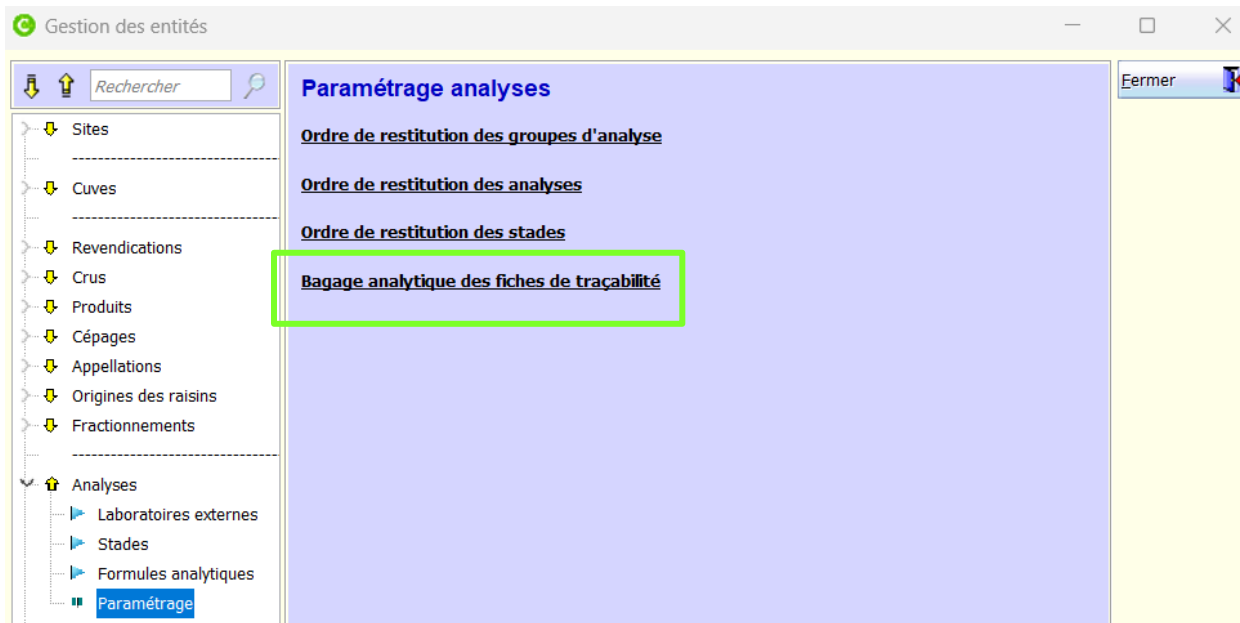 Gestion des entités
Rechercher
Sites
Cuves
Revendications
Crus
Produits
Cépages
Appellations
Origines des raisins
Fractionnements
Analyses
Laboratoires externes
Stades
Formules analytiques
Paramétrage
Paramétrage analyses
Ordre de restitution des groupes d'analyse
Ordre de restitution des analyses
Ordre de restitution des stades
Bagage analytique des fiches de traçabilité
Fermer